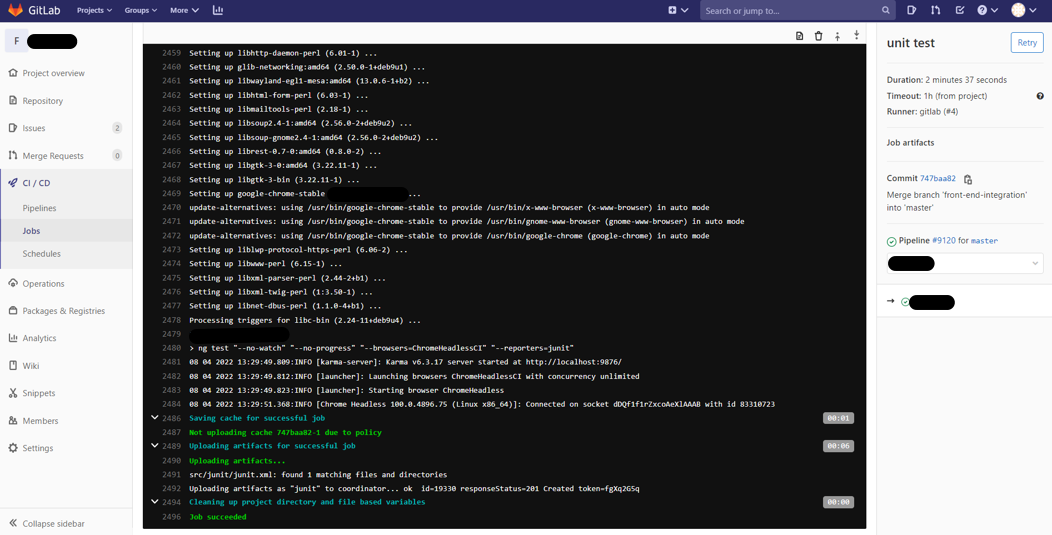 GitLab Projects Groups More Search or jump to...
F
Project overview
Repository
Issues 2
Merge Requests 0
CI / CD
Pipelines
Jobs
Schedules
Operations
Packages & Registries
Analytics
Wiki
Snippets
Members
Settings
Collapse sidebar
2459 Setting up libhttp-daemon-perl (6.01-1) ...
2460 Setting up glib-networking:amd64 (2.50.0-1+deb9u1) ...
2461 Setting up libwayland-egl1-mesa:amd64 (13.0.6-1+b2) ...
2462 Setting up libhtml-form-perl (6.03-1) ...
2463 Setting up libmailtools-perl (2.18-1) ...
2464 Setting up libsoup2.4-1:amd64 (2.56.0-2+deb9u2) ...
2465 Setting up libsoup-gnome2.4-1:amd64 (2.56.0-2+deb9u2) ...
2466 Setting up librest-0.7-0:amd64 (0.8.0-2) ...
2467 Setting up libgtk-3-0:amd64 (3.22.11-1) ...
2468 Setting up libgtk-3-bin (3.22.11-1) ...
2469 Setting up google-chrome-stable ...
2470 update-alternatives: using /usr/bin/google-chrome-stable to provide /usr/bin/x-www-browser (x-www-browser) in auto mode
2471 update-alternatives: using /usr/bin/google-chrome-stable to provide /usr/bin/gnome-www-browser (gnome-www-browser) in auto mode
2472 update-alternatives: using /usr/bin/google-chrome-stable to provide /usr/bin/google-chrome (google-chrome) in auto mode
2473 Setting up liblwp-protocol-https-perl (6.06-2) ...
2474 Setting up libwww-perl (6.15-1) ...
2475 Setting up libxml-parser-perl (2.44-2+b1) ...
2476 Setting up libxml-twig-perl (1:3.50-1) ...
2477 Setting up libnet-dbus-perl (1.1.0-4+b1) ...
2478 Processing triggers for libc-bin (2.24-11+deb9u4) ...
2479
2480 > ng test "--no-watch" "--no-progress" "--browsers=ChromeHeadlessCI" "--reporters=junit"
2481 08 04 2022 13:29:49.809:INFO [karma-server]: Karma v6.3.17 server started at http://localhost:9876/
2482 08 04 2022 13:29:49.812:INFO [launcher]: Launching browsers ChromeHeadlessCI with concurrency unlimited
2483 08 04 2022 13:29:49.823:INFO [launcher]: Starting browser ChromeHeadless
2484 08 04 2022 13:29:51.368:INFO [Chrome Headless 100.0.4896.75 (Linux x86_64)]: Connected on socket dDQf1f1rZxcoAeXlAAAB with id 83310723
2486 Saving cache for successful job 00:01
2487 Not uploading cache 747baa82-1 due to policy
2489 Uploading artifacts for successful job 00:06
2490 Uploading artifacts...
2491 src/junit/junit.xml: found 1 matching files and directories
2492 Uploading artifacts as "junit" to coordinator... ok id=19330 responseStatus=201 Created token=fgXq2G5q
2494 Cleaning up project directory and file based variables 00:00
2496 Job succeeded
unit test Retry
Duration: 2 minutes 37 seconds
Timeout: 1h (from project)
Runner: gitlab (#4)
Job artifacts
Commit 747baa82
Merge branch 'front-end-integration'
into 'master'
Pipeline #9120 for master